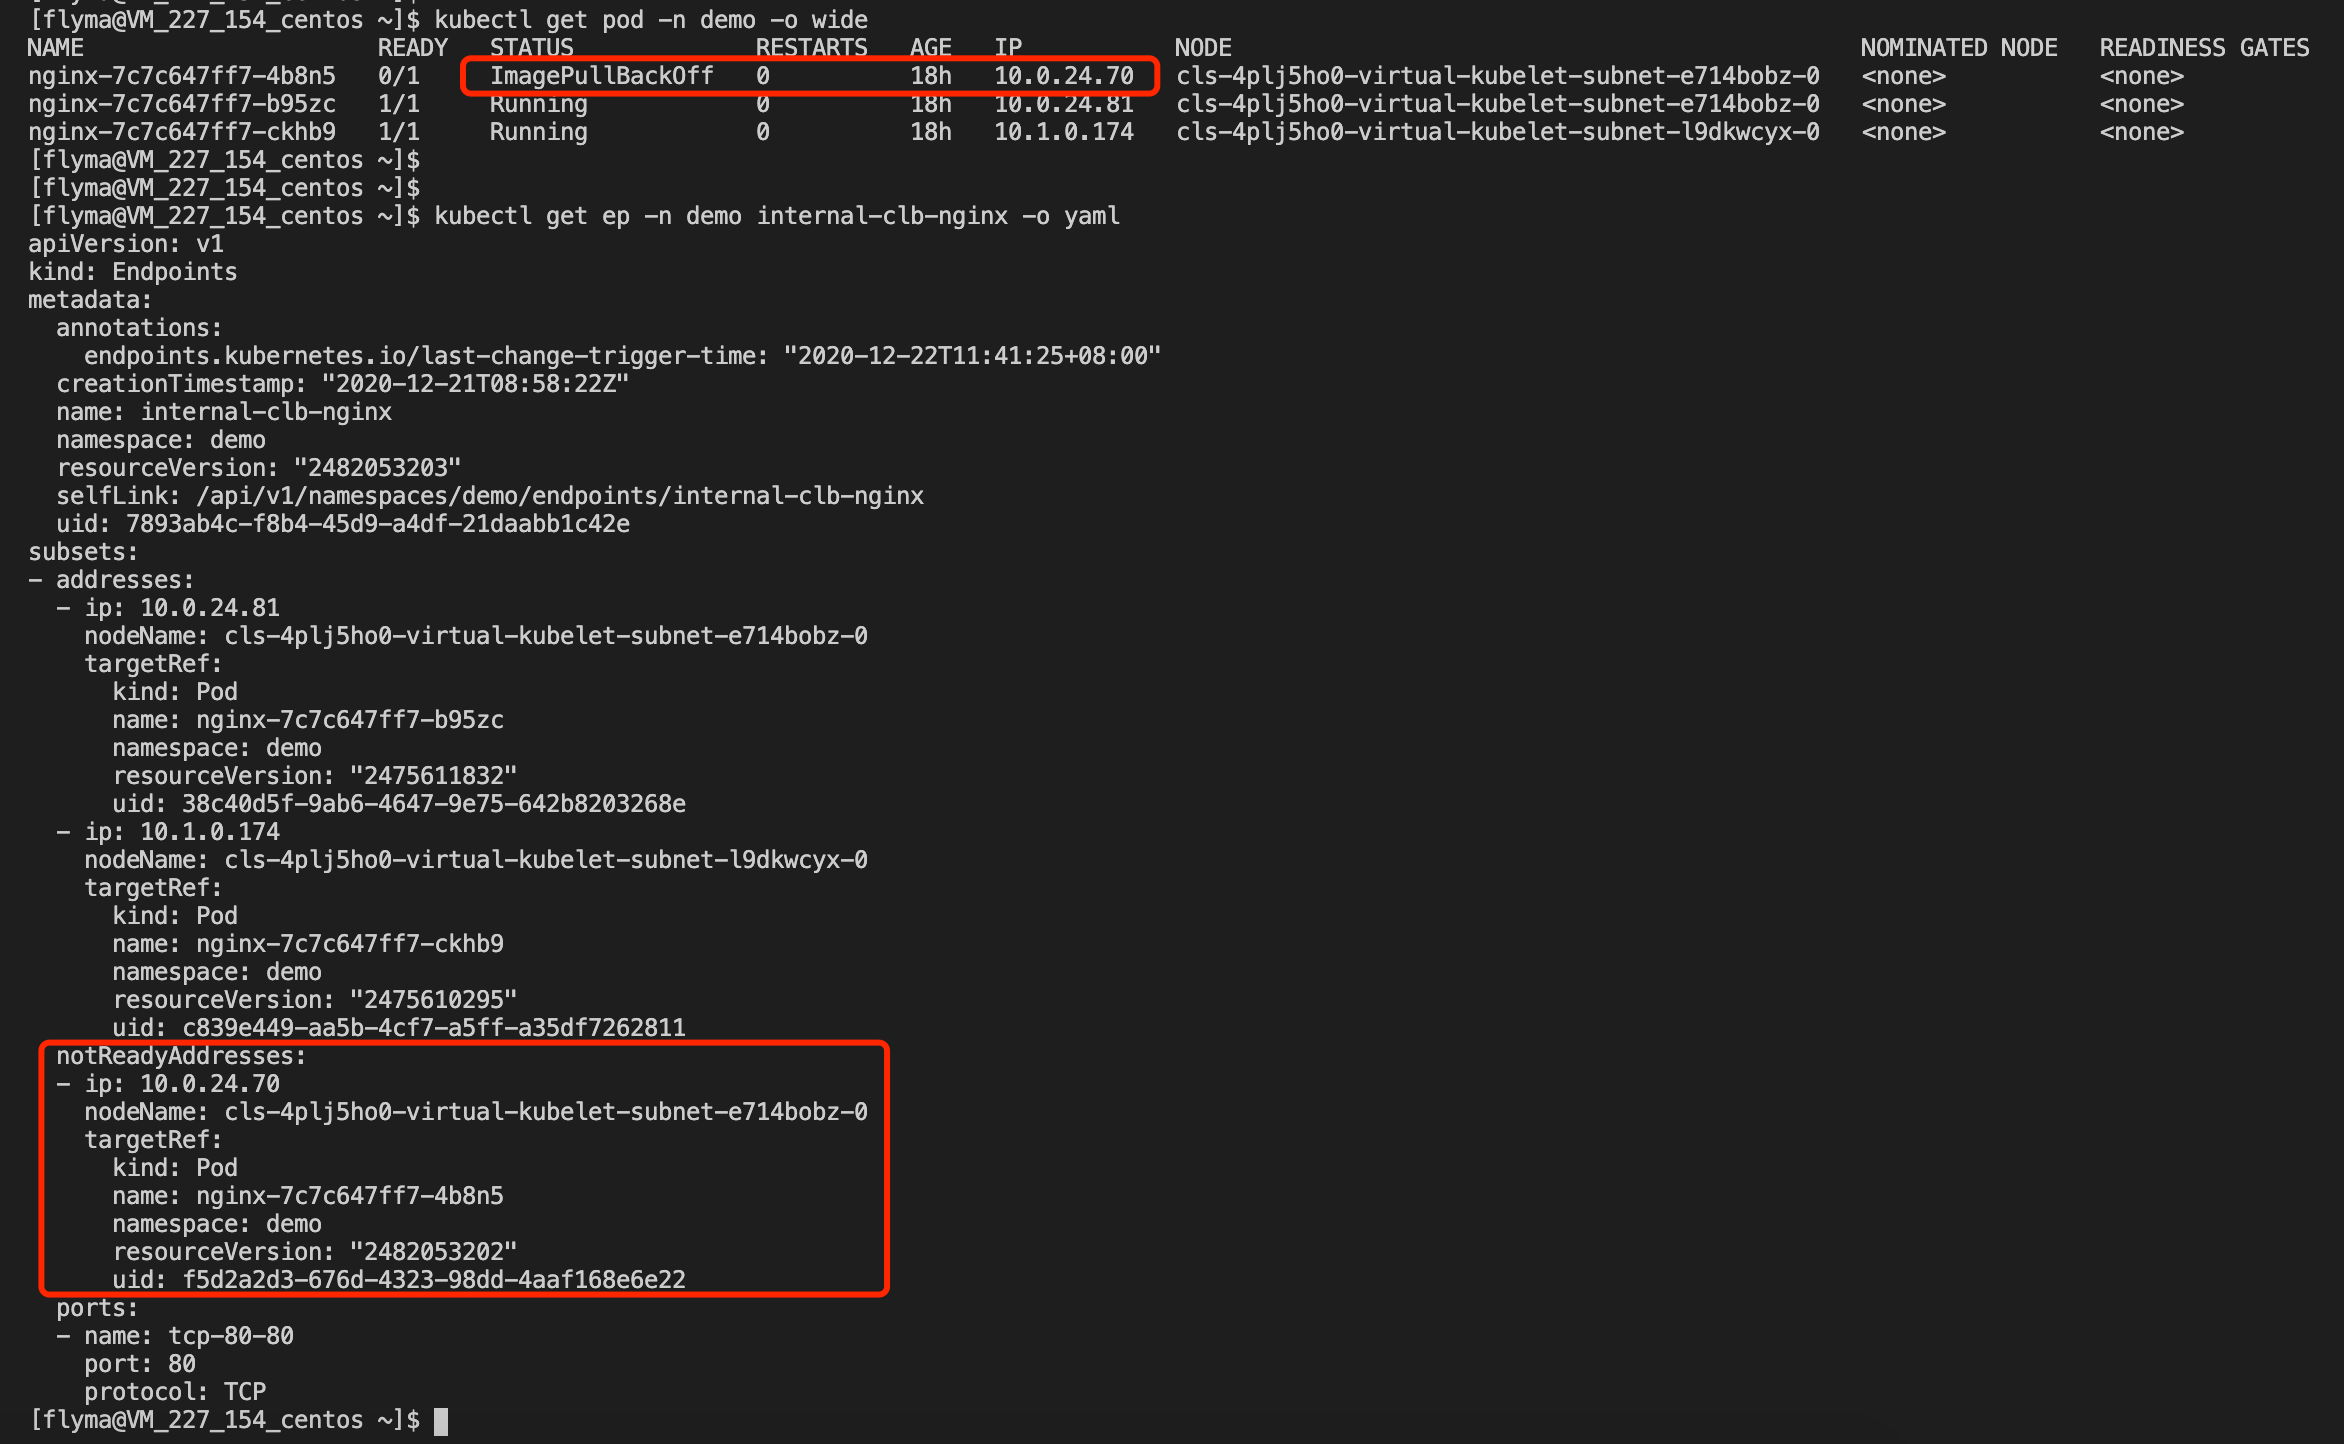 [flyma@VM_227_154_centos ~]$ kubectl get pod -n demo -o wide
NAME                     READY   STATUS             RESTARTS   AGE   IP           NODE                                             NOMINATED NODE   READINESS GATES
nginx-7c7c647ff7-4b8n5   0/1     ImagePullBackOff   0          18h   10.0.24.70   cls-4plj5ho0-virtual-kubelet-subnet-e714bobz-0   <none>           <none>
nginx-7c7c647ff7-b95zc   1/1     Running            0          18h   10.0.24.81   cls-4plj5ho0-virtual-kubelet-subnet-e714bobz-0   <none>           <none>
nginx-7c7c647ff7-ckhb9   1/1     Running            0          18h   10.1.0.174   cls-4plj5ho0-virtual-kubelet-subnet-l9dkwcyx-0   <none>           <none>
[flyma@VM_227_154_centos ~]$
[flyma@VM_227_154_centos ~]$
[flyma@VM_227_154_centos ~]$ kubectl get ep -n demo internal-clb-nginx -o yaml
apiVersion: v1
kind: Endpoints
metadata:
  annotations:
    endpoints.kubernetes.io/last-change-trigger-time: "2020-12-22T11:41:25+08:00"
  creationTimestamp: "2020-12-21T08:58:22Z"
  name: internal-clb-nginx
  namespace: demo
  resourceVersion: "2482053203"
  selfLink: /api/v1/namespaces/demo/endpoints/internal-clb-nginx
  uid: 7893ab4c-f8b4-45d9-a4df-21daabb1c42e
subsets:
- addresses:
  - ip: 10.0.24.81
    nodeName: cls-4plj5ho0-virtual-kubelet-subnet-e714bobz-0
    targetRef:
      kind: Pod
      name: nginx-7c7c647ff7-b95zc
      namespace: demo
      resourceVersion: "2475611832"
      uid: 38c40d5f-9ab6-4647-9e75-642b8203268e
  - ip: 10.1.0.174
    nodeName: cls-4plj5ho0-virtual-kubelet-subnet-l9dkwcyx-0
    targetRef:
      kind: Pod
      name: nginx-7c7c647ff7-ckhb9
      namespace: demo
      resourceVersion: "2475610295"
      uid: c839e449-aa5b-4cf7-a5ff-a35df7262811
  notReadyAddresses:
  - ip: 10.0.24.70
    nodeName: cls-4plj5ho0-virtual-kubelet-subnet-e714bobz-0
    targetRef:
      kind: Pod
      name: nginx-7c7c647ff7-4b8n5
      namespace: demo
      resourceVersion: "2482053202"
      uid: f5d2a2d3-676d-4323-98dd-4aaf168e6e22
  ports:
  - name: tcp-80-80
    port: 80
    protocol: TCP
[flyma@VM_227_154_centos ~]$